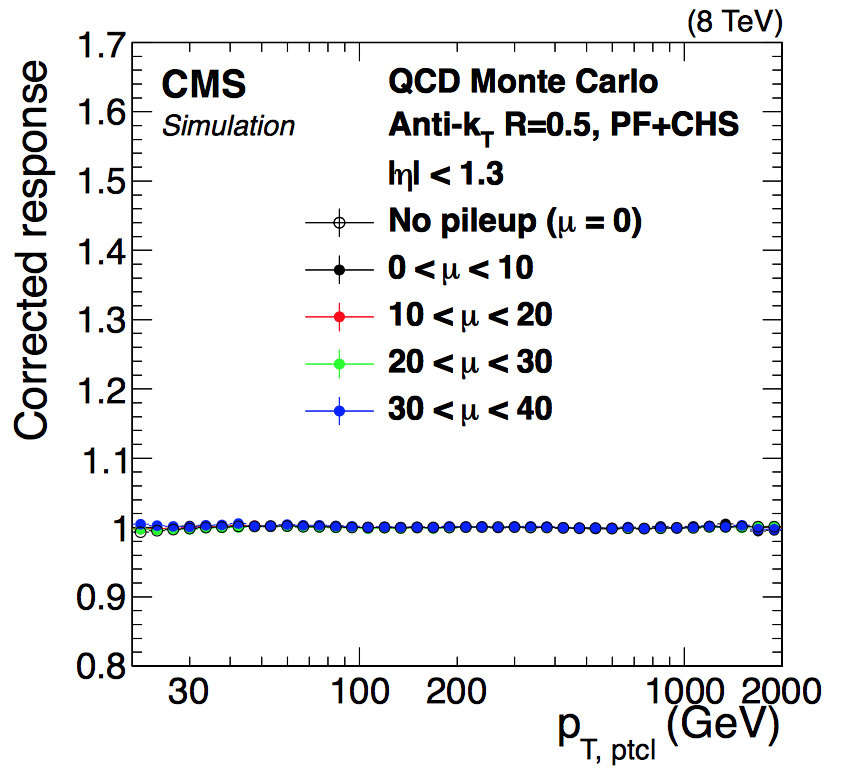 (8 TeV)
CMS
Simulation
QCD Monte Carlo
Anti-kT R=0.5, PF+CHS
|η| < 1.3
No pileup (μ = 0)
0 < μ < 10
10 < μ < 20
20 < μ < 30
30 < μ < 40
Corrected response
1.7
1.6
1.5
1.4
1.3
1.2
1.1
1
0.9
0.8
30 100 200 1000 2000
pT, ptcl (GeV)